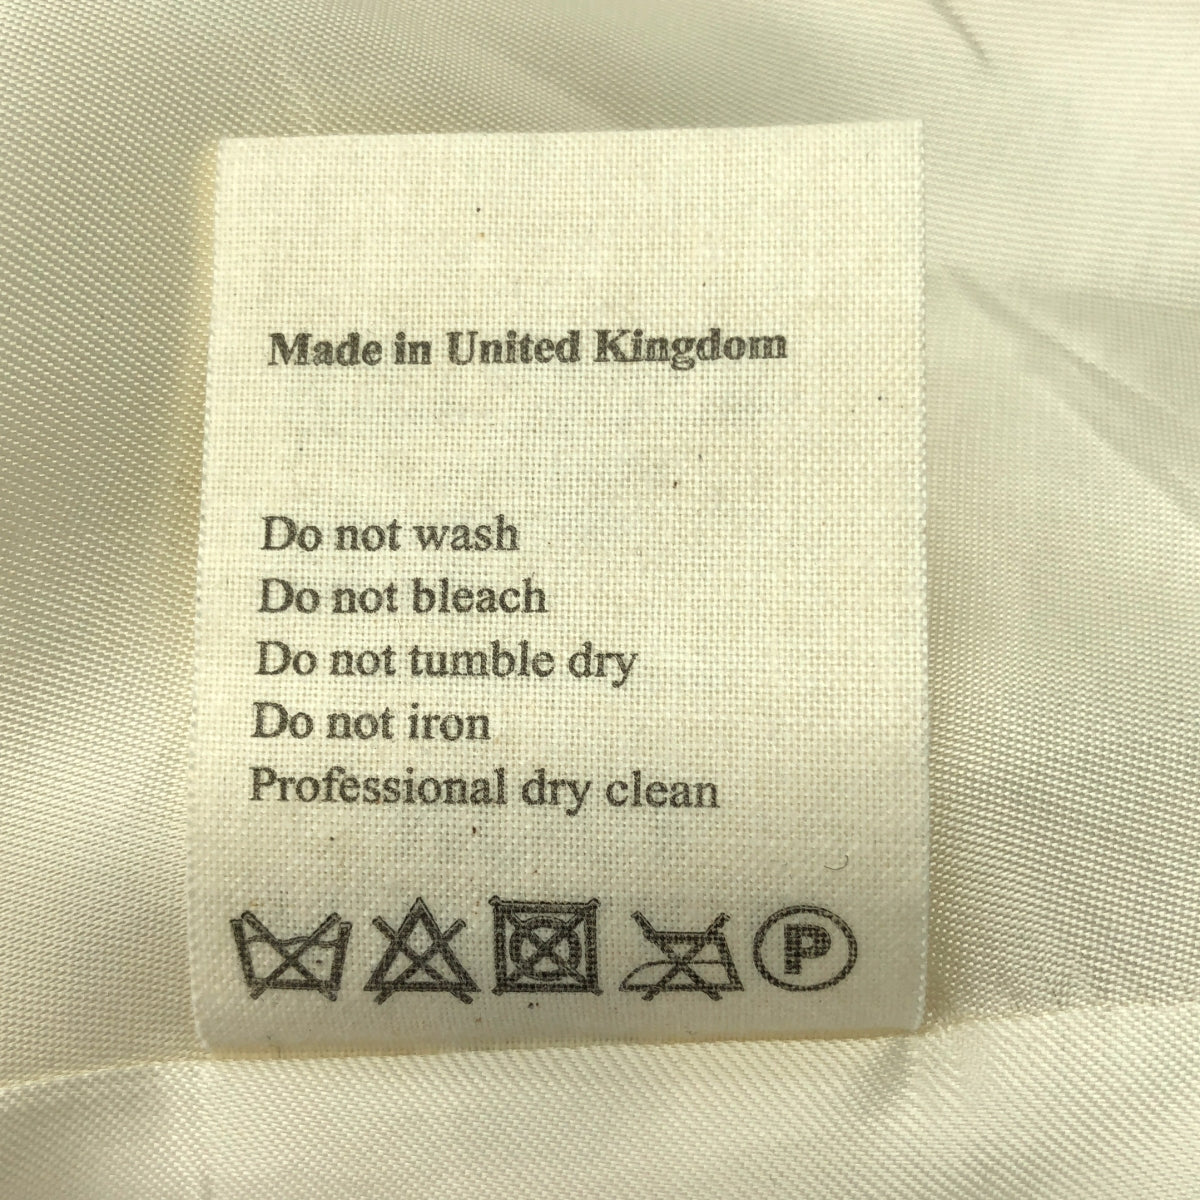 Made in United Kingdom
Do not wash
Do not bleach
Do not tumble dry
Do not iron
Professional dry clean
P